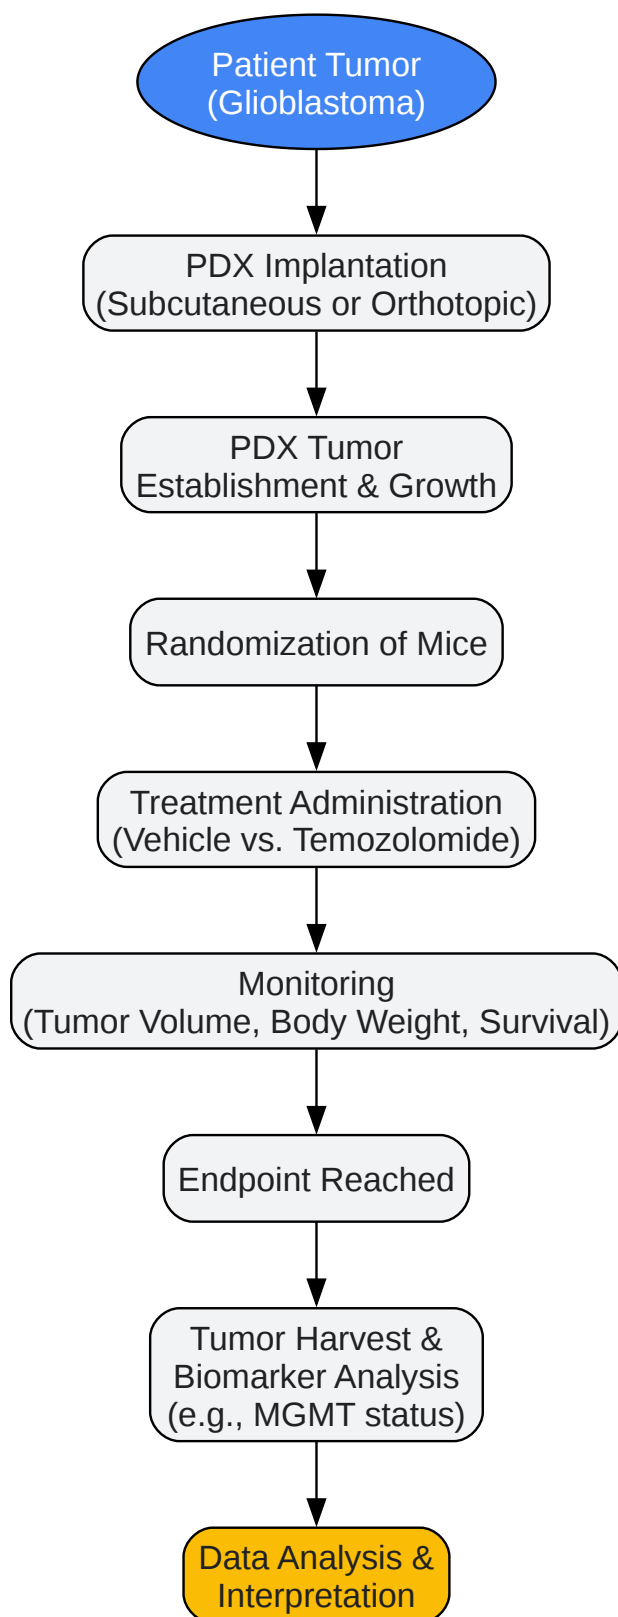 Patient Tumor
(Glioblastoma)
PDX Implantation
(Subcutaneous or Orthotopic)
PDX Tumor
Establishment & Growth
Randomization of Mice
Treatment Administration
(Vehicle vs. Temozolomide)
Monitoring
(Tumor Volume, Body Weight, Survival)
Endpoint Reached
Tumor Harvest &
Biomarker Analysis
(e.g., MGMT status)
Data Analysis &
Interpretation